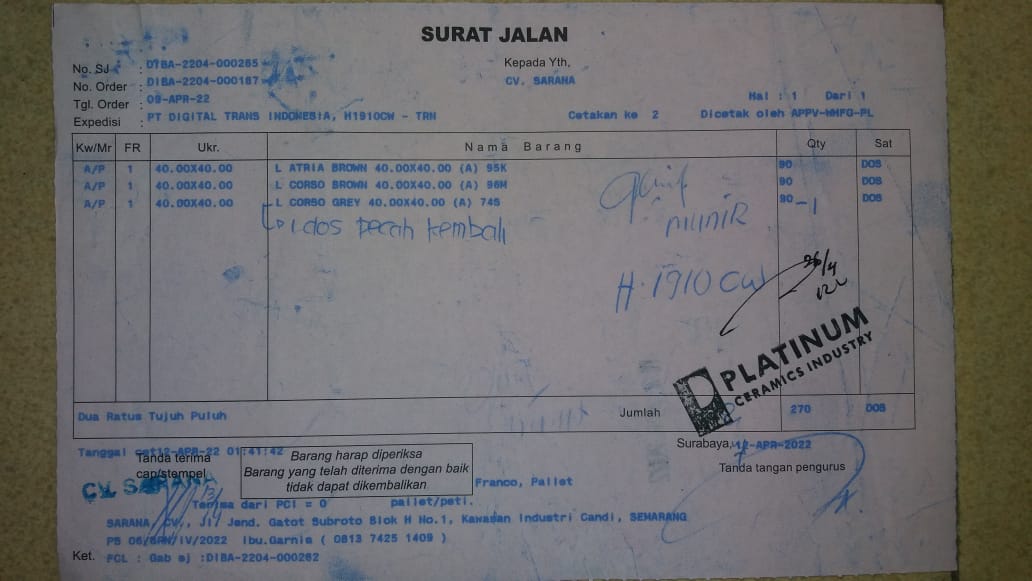 SURAT JALAN
No. SJ : DIBA-2204-000265
No. Order : DIBA-2204-000187
Tgl. Order : 09-APR-22
Expedisi : PT DIGITAL TRANS INDONESIA, H1910CW - TRN
Kepada Yth,
CV. SARANA
Hal : 1 Dari 1
Cetakan ke 2 Dicetak oleh APPV-WHFG-PL
Kw/Mr FR Ukr. Nama Barang Qty Sat
A/P 1 40.00X40.00 L ATRIA BROWN 40.00X40.00 (A) 95K 90 DOS
A/P 1 40.00X40.00 L CORSO BROWN 40.00X40.00 (A) 96M 90 DOS
A/P 1 40.00X40.00 L CORSO GREY 40.00X40.00 (A) 74S 90 -1 DOS
1 dos pecah kembali
MUNIR
H.1910 CW
26/4
PLATINUM
CERAMICS INDUSTRY
Dua Ratus Tujuh Puluh Jumlah 270 DOS
Tanggal cet12-APR-22 01:41:42
Tanda terima
cap/stempel
CV. SARANA
Barang harap diperiksa
Barang yang telah diterima dengan baik
tidak dapat dikembalikan
Surabaya, 12-APR-2022
Tanda tangan pengurus
Franco, Pallet
Terima dari PCI = 0 pallet/peti.
SARANA, CV., Jl. Jend. Gatot Subroto Blok H No.1, Kawasan Industri Candi, SEMARANG
PS 06/SRN/IV/2022 Ibu.Garnia ( 0813 7425 1409 )
Ket. FCL : Gab sj :DIBA-2204-000262